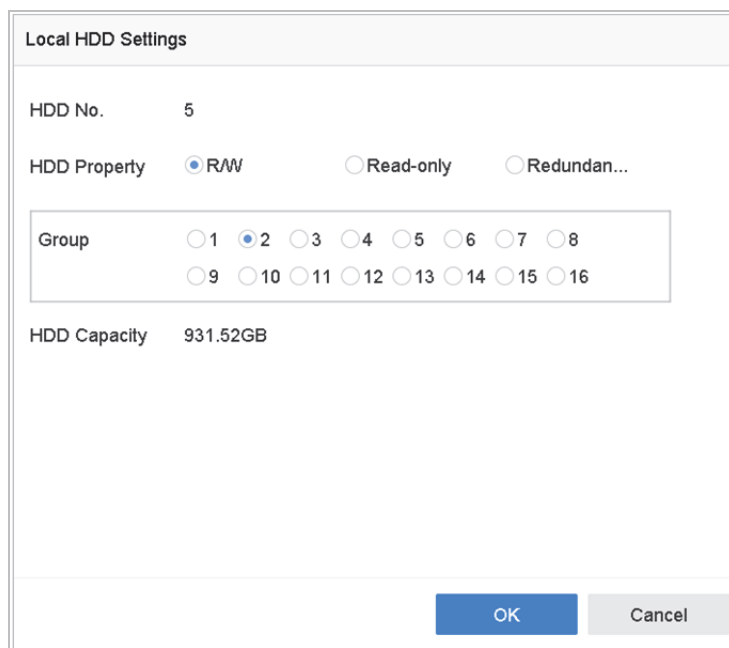 Local HDD Settings
HDD No. 5
HDD Property R/W Read-only Redundan...
Group 1 2 3 4 5 6 7 8
9 10 11 12 13 14 15 16
HDD Capacity 931.52GB
OK Cancel